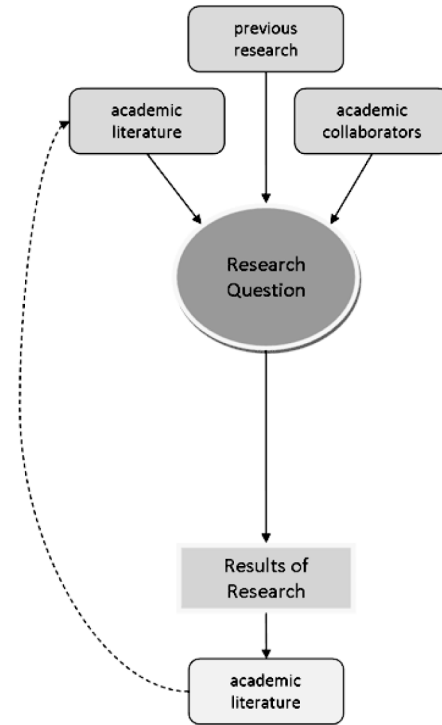 previous
research
academic
literature
academic
collaborators
Research
Question
Results of
Research
academic
literature